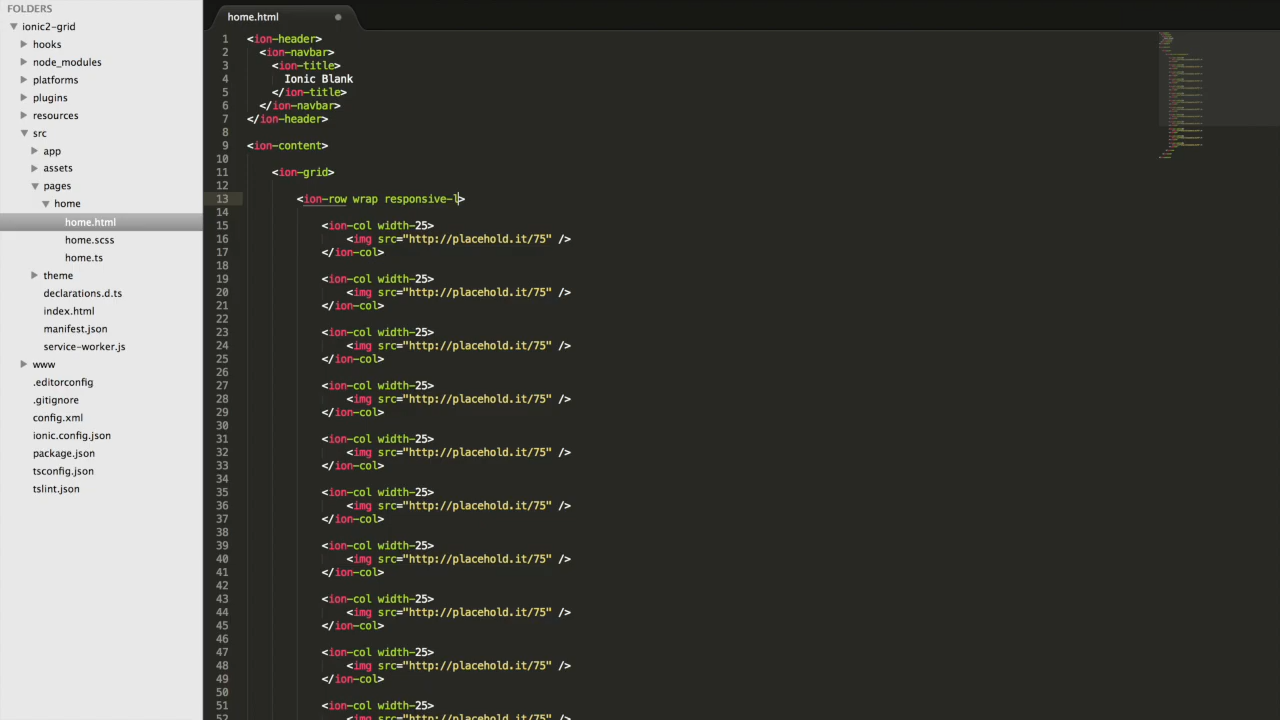 FOLDERS
ionic2-grid
hooks
node_modules
platforms
plugins
resources
src
app
assets
pages
home
home.html
home.scss
home.ts
theme
declarations.d.ts
index.html
manifest.json
service-worker.js
www
.editorconfig
.gitignore
config.xml
ionic.config.json
package.json
tsconfig.json
tslint.json
home.html
1 <ion-header>
2 <ion-navbar>
3 <ion-title>
4 Ionic Blank
5 </ion-title>
6 </ion-navbar>
7 </ion-header>
8
9 <ion-content>
10
11 <ion-grid>
12
13 <ion-row wrap responsive-l>
14
15 <ion-col width-25>
16 <img src="http://placehold.it/75" />
17 </ion-col>
18
19 <ion-col width-25>
20 <img src="http://placehold.it/75" />
21 </ion-col>
22
23 <ion-col width-25>
24 <img src="http://placehold.it/75" />
25 </ion-col>
26
27 <ion-col width-25>
28 <img src="http://placehold.it/75" />
29 </ion-col>
30
31 <ion-col width-25>
32 <img src="http://placehold.it/75" />
33 </ion-col>
34
35 <ion-col width-25>
36 <img src="http://placehold.it/75" />
37 </ion-col>
38
39 <ion-col width-25>
40 <img src="http://placehold.it/75" />
41 </ion-col>
42
43 <ion-col width-25>
44 <img src="http://placehold.it/75" />
45 </ion-col>
46
47 <ion-col width-25>
48 <img src="http://placehold.it/75" />
49 </ion-col>
50
51 <ion-col width-25>
52 <img src="http://placehold.it/75" />